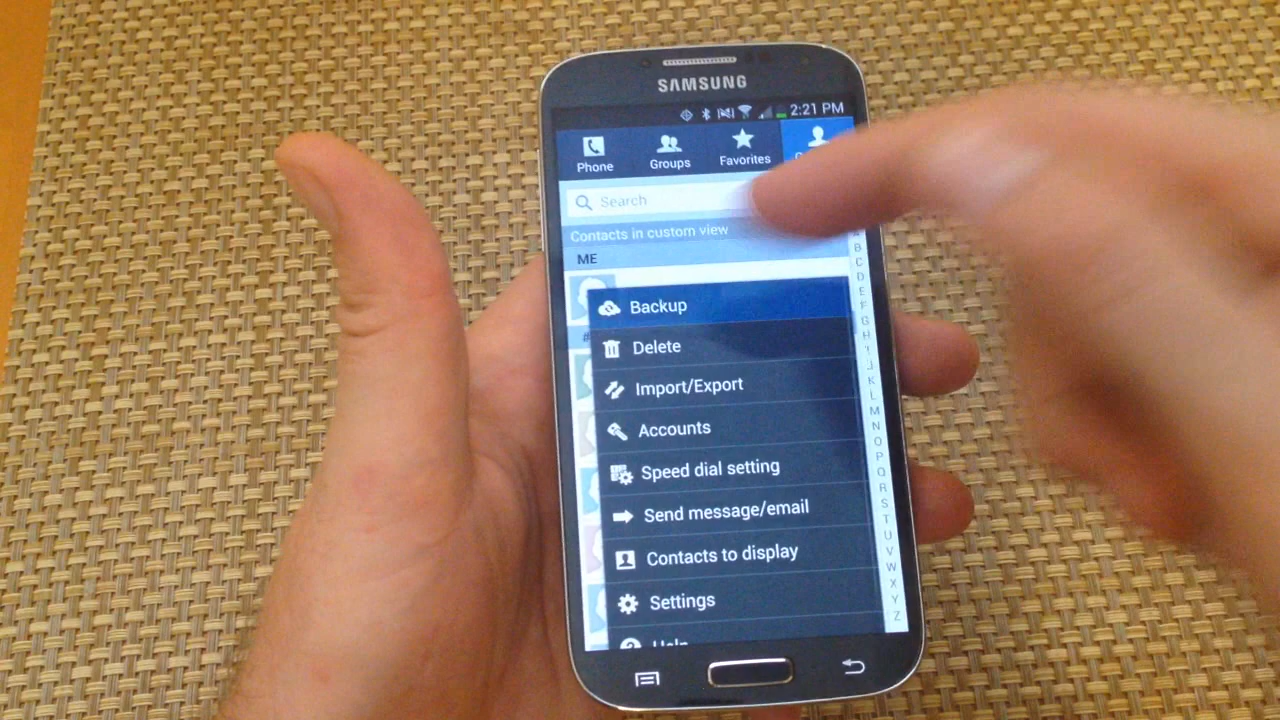 SAMSUNG
2:21 PM
Phone
Groups
Favorites
Search
Contacts in custom view
ME
Backup
Delete
Import/Export
Accounts
Speed dial setting
Send message/email
Contacts to display
Settings
Help
B
C
D
E
F
G
H
I
J
K
L
M
N
O
P
Q
R
S
T
U
V
W
X
Y
Z